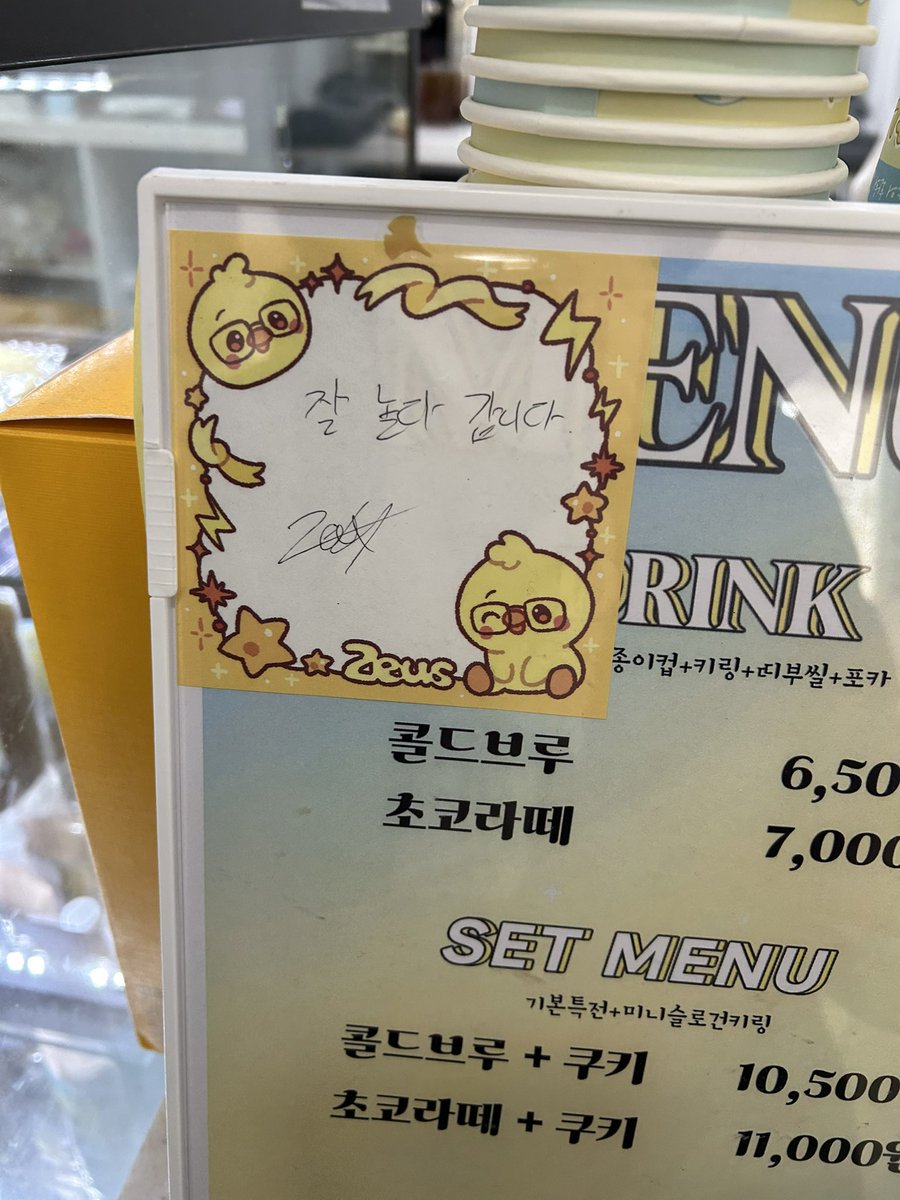 잘 놀다 갑니다.
Zeus
MENU
DRINK
종이컵+키링+띠부씰+포카
콜드브루 6,50
초코라떼 7,000
SET MENU
기본특전+미니슬로건키링
콜드브루 + 쿠키 10,500
초코라떼 + 쿠키 11,000원